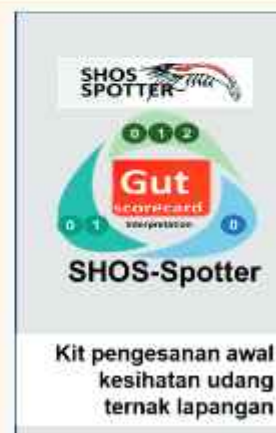 SHOS
SPOTTER
0 1 2
Gut
scorecard
0 1
Interpretation
0
SHOS-Spotter
Kit pengesanan awal
kesihatan udang
ternak lapangan